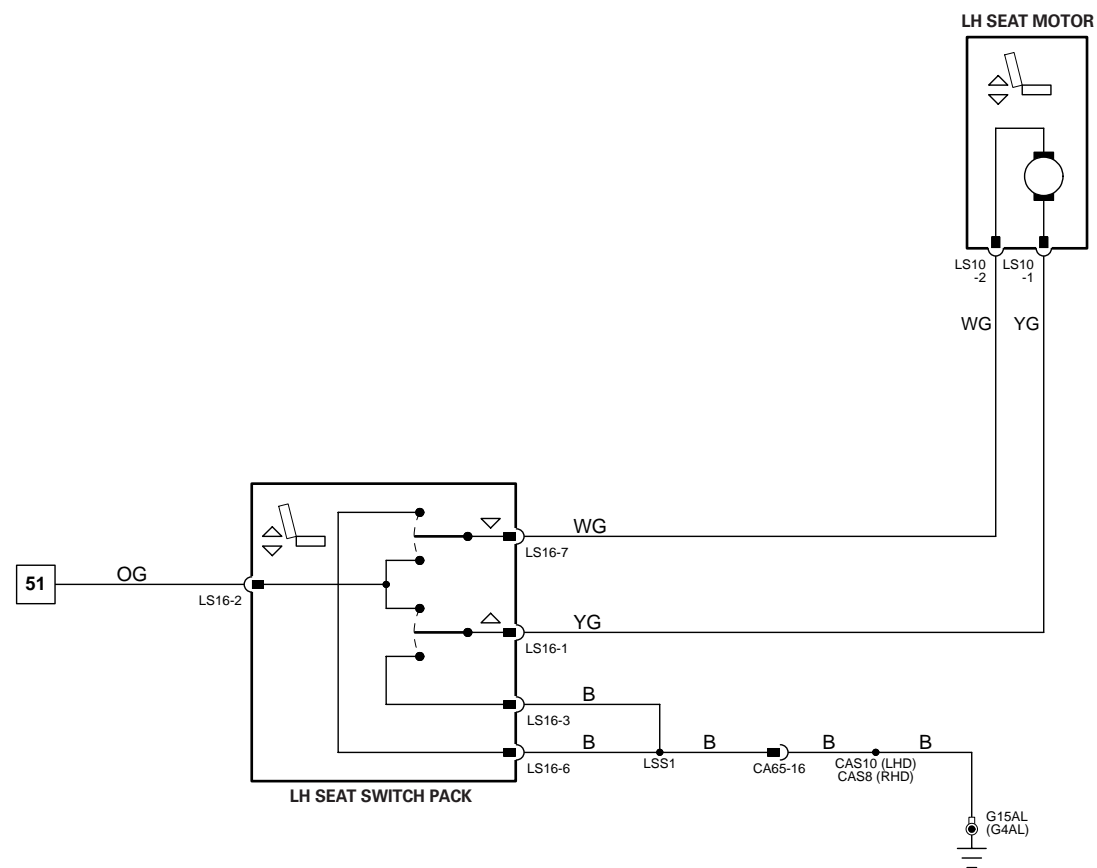 LH SEAT MOTOR
LS10
-2
LS10
-1
WG
YG
WG
LS16-7
51
OG
LS16-2
YG
LS16-1
B
LS16-3
B
LS16-6
LSS1
B
CA65-16
B
CAS10 (LHD)
CAS8 (RHD)
B
G15AL
(G4AL)
LH SEAT SWITCH PACK